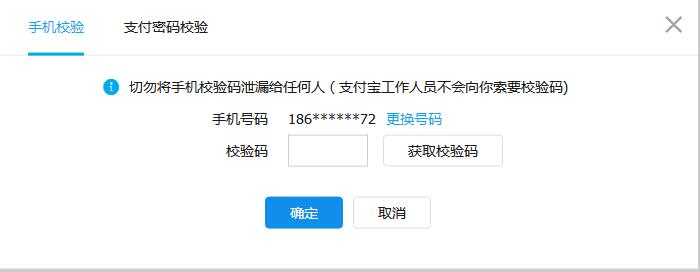 手机校验 支付密码校验
切勿将手机校验码泄漏给任何人 ( 支付宝工作人员不会向你索要校验码)
手机号码 186******72 更换号码
校验码 获取校验码
确定 取消